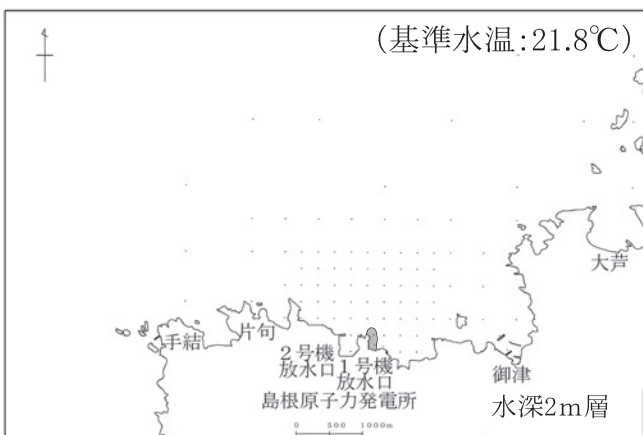 (基準水温:21.8℃)
大芦
手結
片句
2号機
放水口
1号機
放水口
御津
島根原子力発電所
水深2m層
0 500 1000m